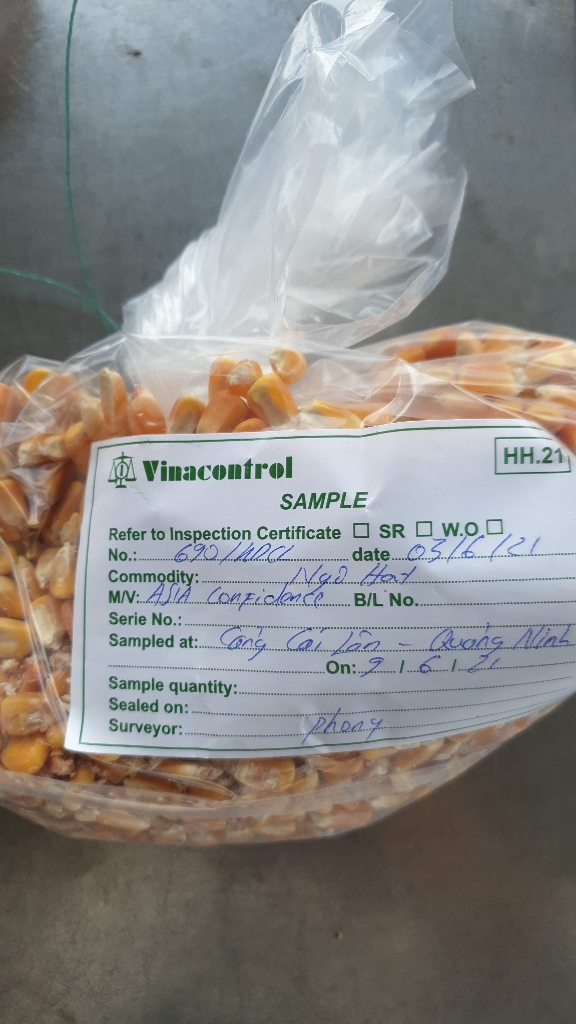 Vinacontrol
HH.21
SAMPLE
Refer to Inspection Certificate ☐ SR ☐ W.O ☐
No.: 690/ date 03/6/21
Commodity: Ngô Hạt
M/V: ASIA Confidence B/L No.
Serie No.:
Sampled at: Cảng Cái Lân - Quảng Ninh
On: 9 / 6 / 21
Sample quantity:
Sealed on:
Surveyor: phong